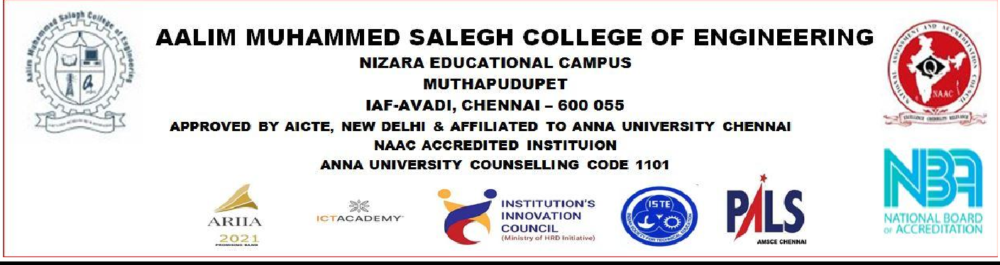 Aalim Muhammed Salegh College of Engineering
AALIM MUHAMMED SALEGH COLLEGE OF ENGINEERING
NIZARA EDUCATIONAL CAMPUS
MUTHAPUDUPET
IAF-AVADI, CHENNAI – 600 055
APPROVED BY AICTE, NEW DELHI & AFFILIATED TO ANNA UNIVERSITY CHENNAI
NAAC ACCREDITED INSTITUION
ANNA UNIVERSITY COUNSELLING CODE 1101
NATIONAL ASSESSMENT AND ACCREDITATION COUNCIL
NAAC
EXCELLENCE CREDIBILITY RELEVANCE
NBA
NATIONAL BOARD
OF ACCREDITATION
ARIIA
2021
PROMISING BAND
ICTACADEMY
INSTITUTION'S
INNOVATION
COUNCIL
(Ministry of HRD Initiative)
ISTE
INDIAN SOCIETY FOR TECHNICAL EDUCATION
PALS
AMSCE CHENNAI